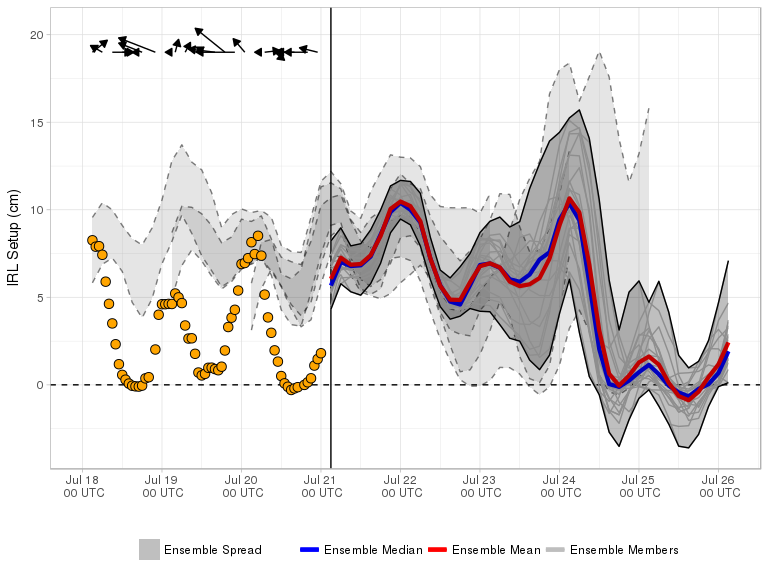 20
15
10
5
0
IRL Setup (cm)
Jul 18 Jul 19 Jul 20 Jul 21 Jul 22 Jul 23 Jul 24 Jul 25 Jul 26
00 UTC 00 UTC 00 UTC 00 UTC 00 UTC 00 UTC 00 UTC 00 UTC 00 UTC
Ensemble Spread Ensemble Median Ensemble Mean Ensemble Members